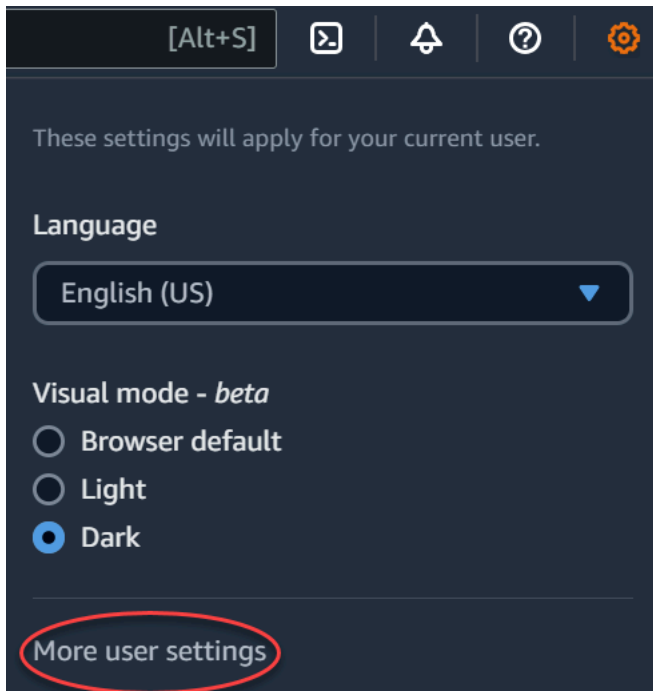 [Alt+S]
These settings will apply for your current user.
Language
English (US)
Visual mode - beta
Browser default
Light
Dark
More user settings